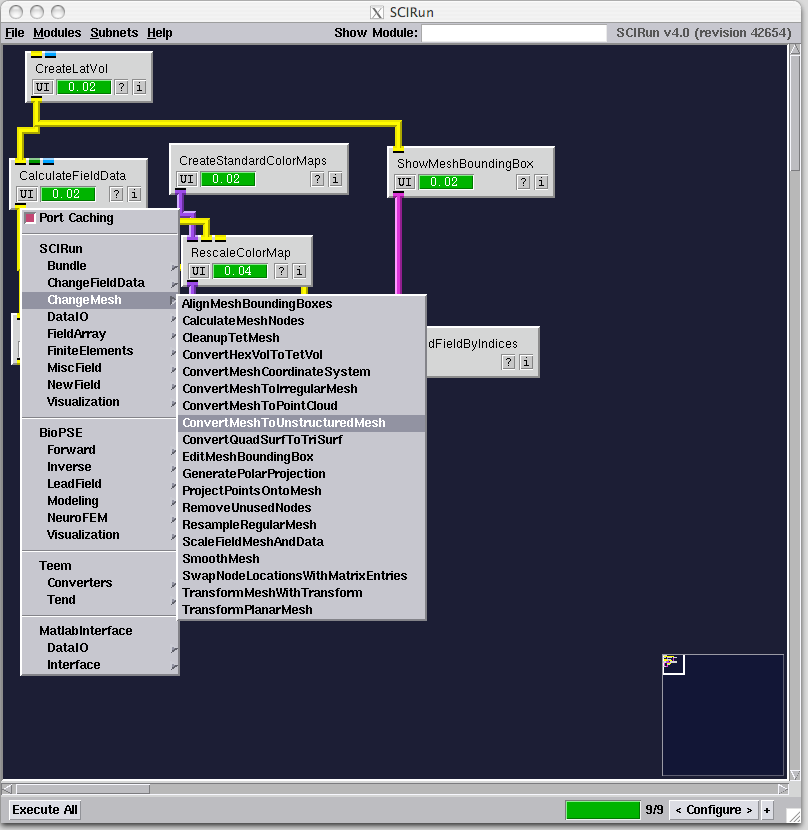 SCIRun
File Modules Subnets Help Show Module: SCIRun v4.0 (revision 42654)
CreateLatVol
UI 0.02 ? i
CalculateFieldData
UI 0.02 ? i
CreateStandardColorMaps
UI 0.02 ? i
ShowMeshBoundingBox
UI 0.02 ? i
RescaleColorMap
UI 0.04 ? i
dFieldByIndices
? i
Port Caching
SCIRun
Bundle
ChangeFieldData
ChangeMesh
DataIO
FieldArray
FiniteElements
MiscField
NewField
Visualization
BioPSE
Forward
Inverse
LeadField
Modeling
NeuroFEM
Visualization
Teem
Converters
Tend
MatlabInterface
DataIO
Interface
AlignMeshBoundingBoxes
CalculateMeshNodes
CleanupTetMesh
ConvertHexVolToTetVol
ConvertMeshCoordinateSystem
ConvertMeshToIrregularMesh
ConvertMeshToPointCloud
ConvertMeshToUnstructuredMesh
ConvertQuadSurfToTriSurf
EditMeshBoundingBox
GeneratePolarProjection
ProjectPointsOntoMesh
RemoveUnusedNodes
ResampleRegularMesh
ScaleFieldMeshAndData
SmoothMesh
SwapNodeLocationsWithMatrixEntries
TransformMeshWithTransform
TransformPlanarMesh
Execute All 9/9 < Configure > +